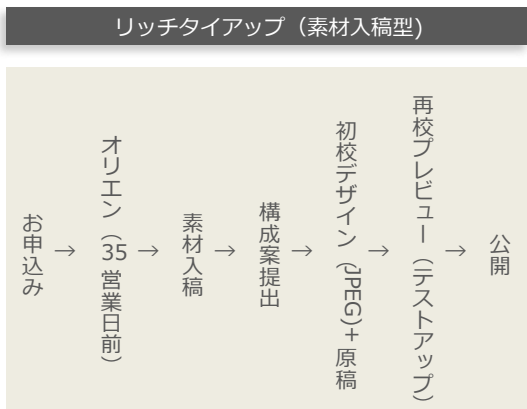 リッチタイアップ（素材入稿型)
お申込み
→
オリエン（35営業日前）
→
素材入稿
→
構成案提出
→
初校デザイン（JPEG)＋原稿
→
再校プレビュー（テストアップ）
→
公開